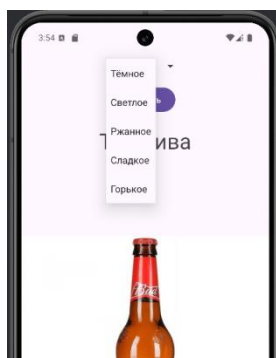 3:54
Тёмное
Светлое
ь
Ржанное
Т ива
Сладкое
Горькое